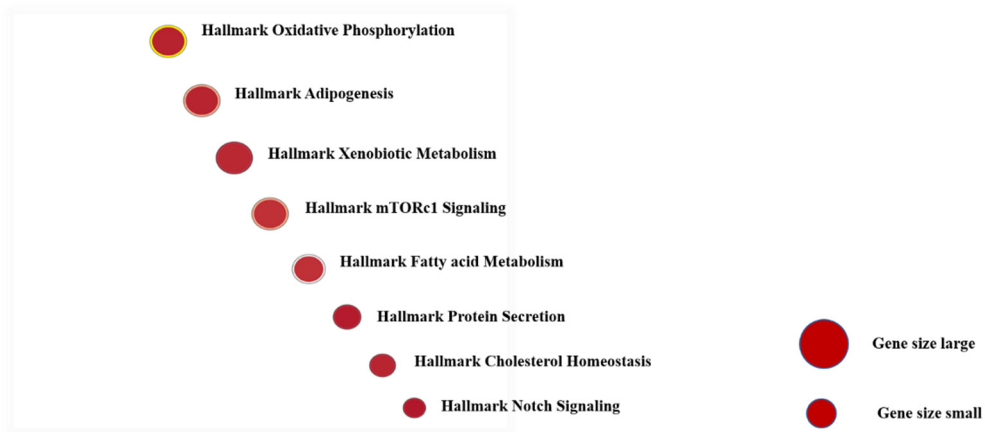 Hallmark Oxidative Phosphorylation
Hallmark Adipogenesis
Hallmark Xenobiotic Metabolism
Hallmark mTORc1 Signaling
Hallmark Fatty acid Metabolism
Hallmark Protein Secretion
Hallmark Cholesterol Homeostasis
Hallmark Notch Signaling
Gene size large
Gene size small